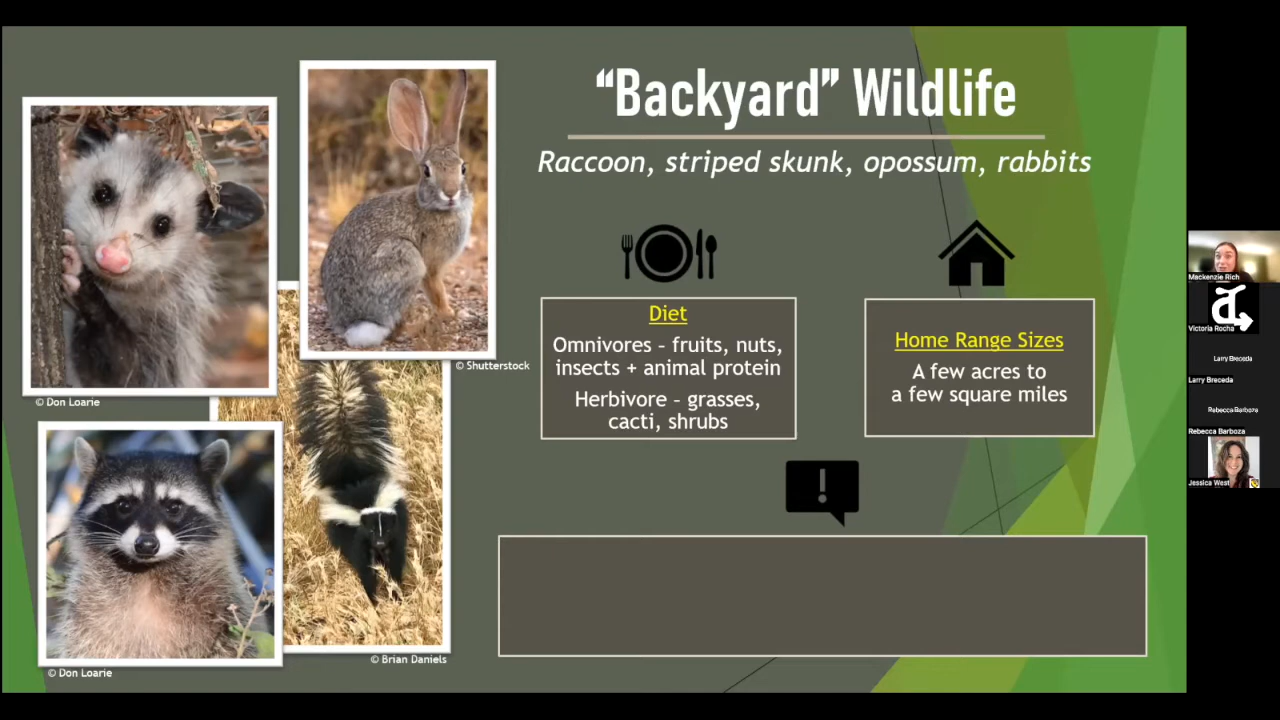 “Backyard” Wildlife
Raccoon, striped skunk, opossum, rabbits
Diet
Omnivores – fruits, nuts,
insects + animal protein
Herbivore – grasses,
cacti, shrubs
Home Range Sizes
A few acres to
a few square miles
!
© Shutterstock
© Don Loarie
© Brian Daniels
© Don Loarie
Mackenzie Rich
a
Victoria Rocha
Larry Breceda
Larry Breceda
Rebecca Barboza
Rebecca Barboza
Jessica West